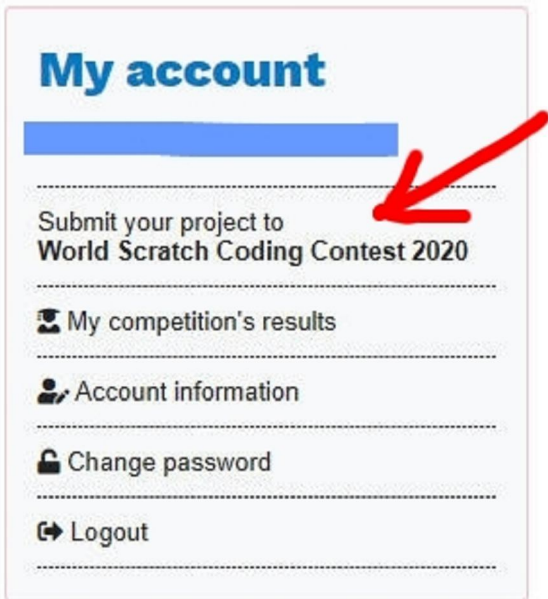 My account
Submit your project to
World Scratch Coding Contest 2020
My competition's results
Account information
Change password
Logout